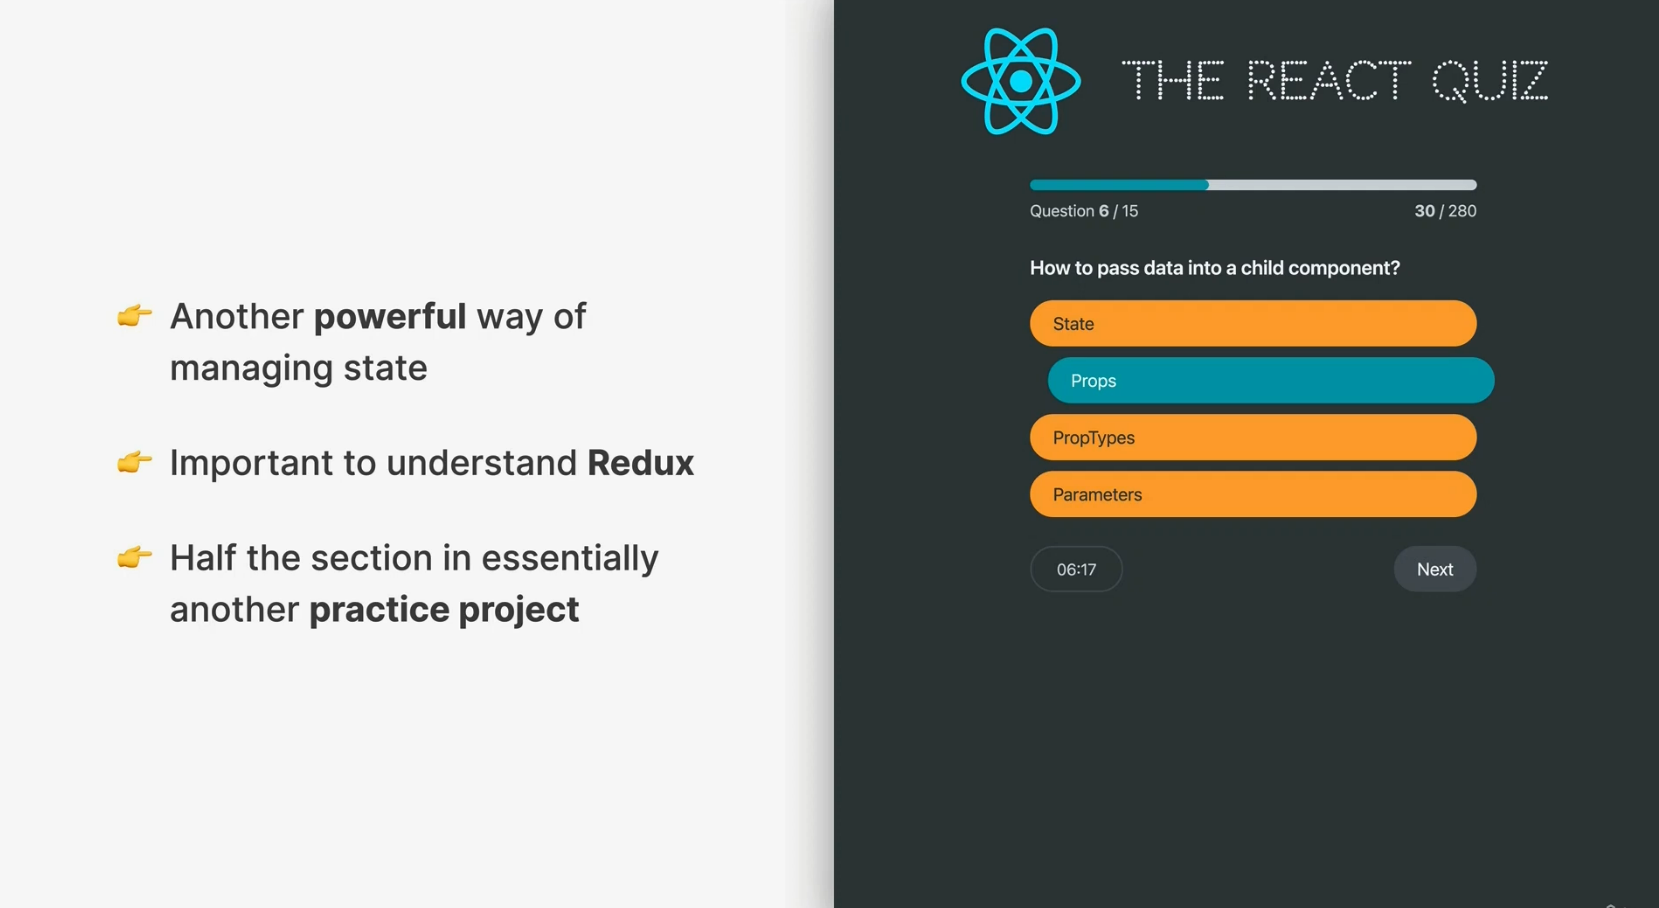 Another powerful way of
managing state
Important to understand Redux
Half the section in essentially
another practice project
THE REACT QUIZ
Question 6 / 15
30 / 280
How to pass data into a child component?
State
Props
PropTypes
Parameters
06:17
Next